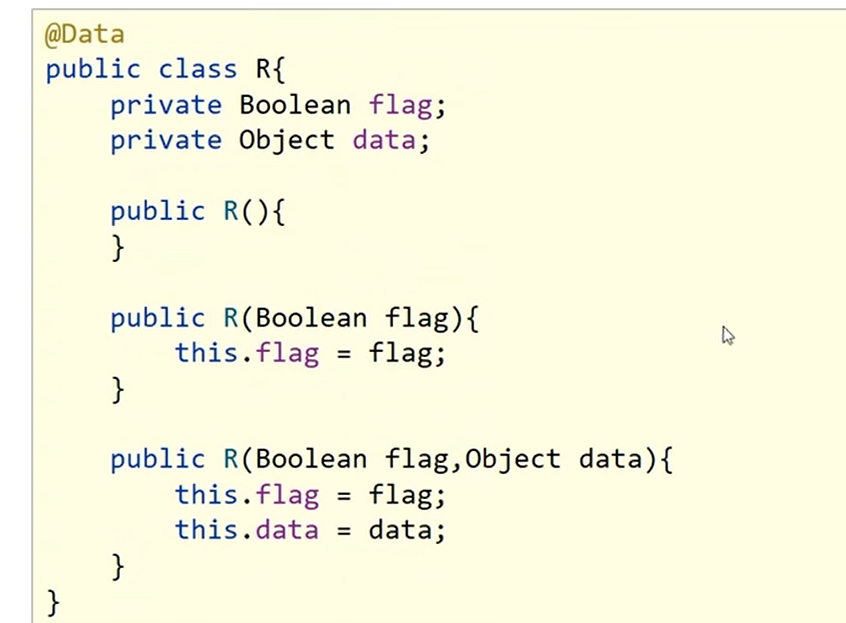 @Data
public class R{
    private Boolean flag;
    private Object data;

    public R(){
    }

    public R(Boolean flag){
        this.flag = flag;
    }

    public R(Boolean flag,Object data){
        this.flag = flag;
        this.data = data;
    }
}